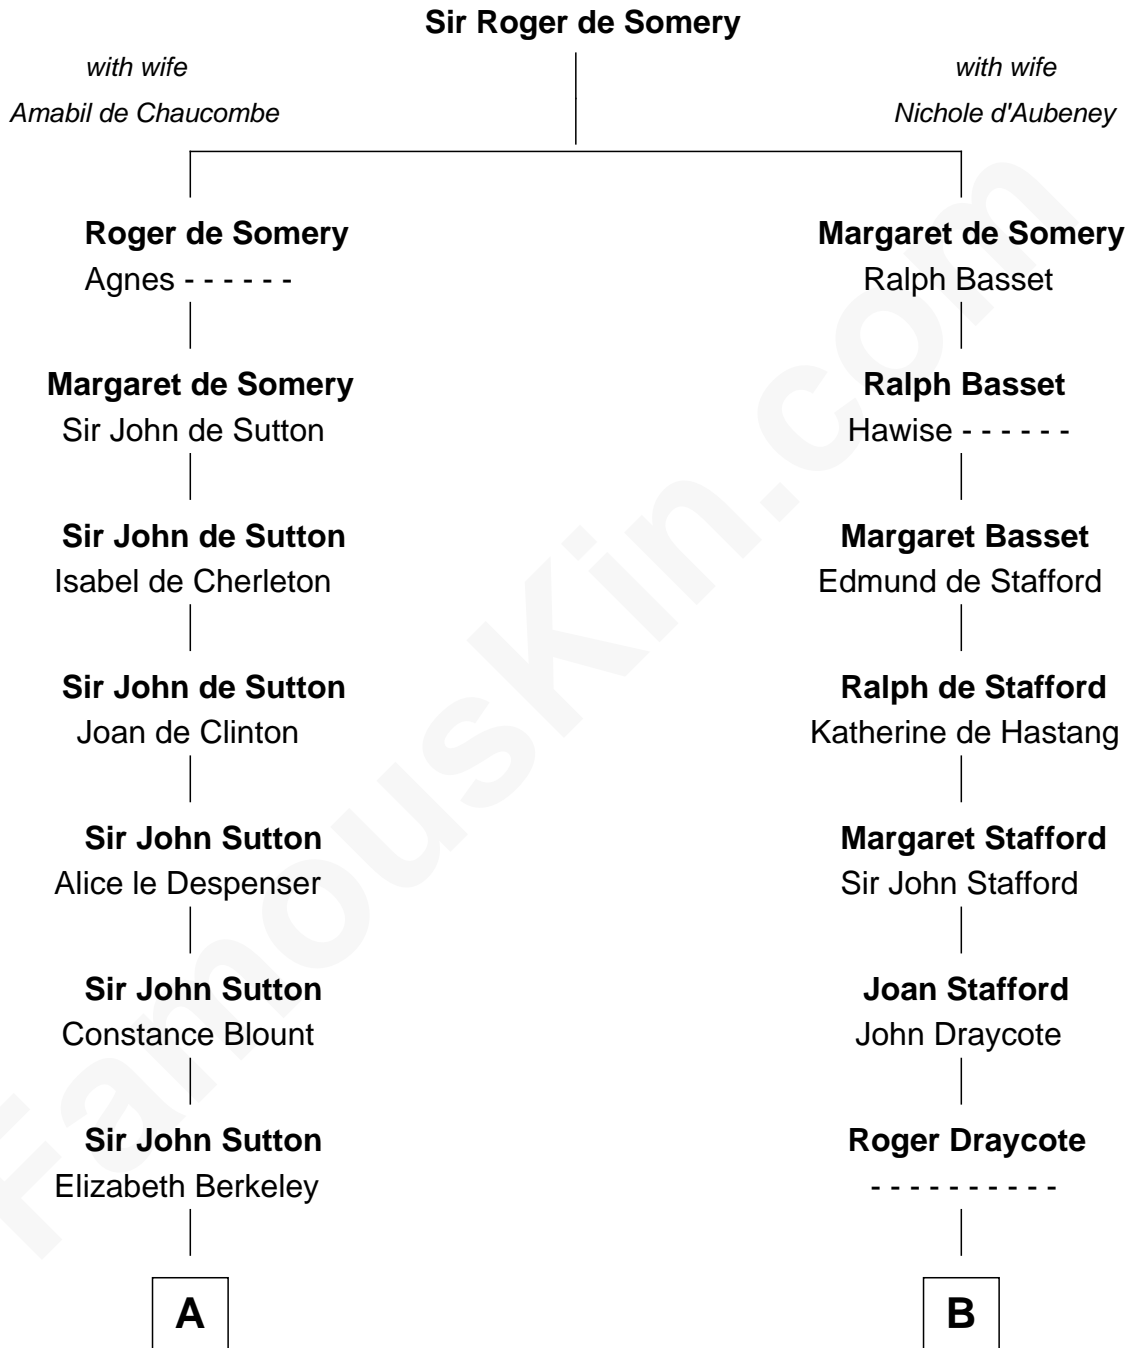 Sir Roger de Somery
with wife
Amabil de Chaucombe
with wife
Nichole d'Aubeney
Roger de Somery
Agnes - - - - - -
Margaret de Somery
Ralph Basset
Margaret de Somery
Sir John de Sutton
Ralph Basset
Hawise - - - - - -
Sir John de Sutton
Isabel de Cherleton
Margaret Basset
Edmund de Stafford
Sir John de Sutton
Joan de Clinton
Ralph de Stafford
Katherine de Hastang
Sir John Sutton
Alice le Despenser
Margaret Stafford
Sir John Stafford
Sir John Sutton
Constance Blount
Joan Stafford
John Draycote
Sir John Sutton
Elizabeth Berkeley
Roger Draycote
- - - - - - - - - -
A
B
FamousKin.com